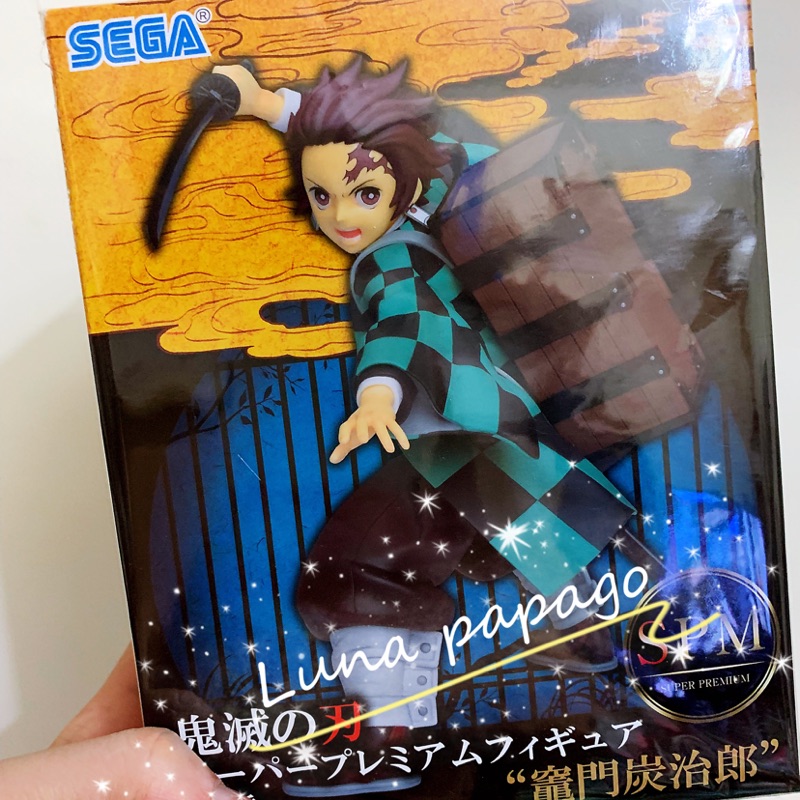 SEGA®
Luna papago
SPM
SUPER PREMIUM
鬼滅の刃
ーパープレミアムフィギュア
“竈門炭治郎”